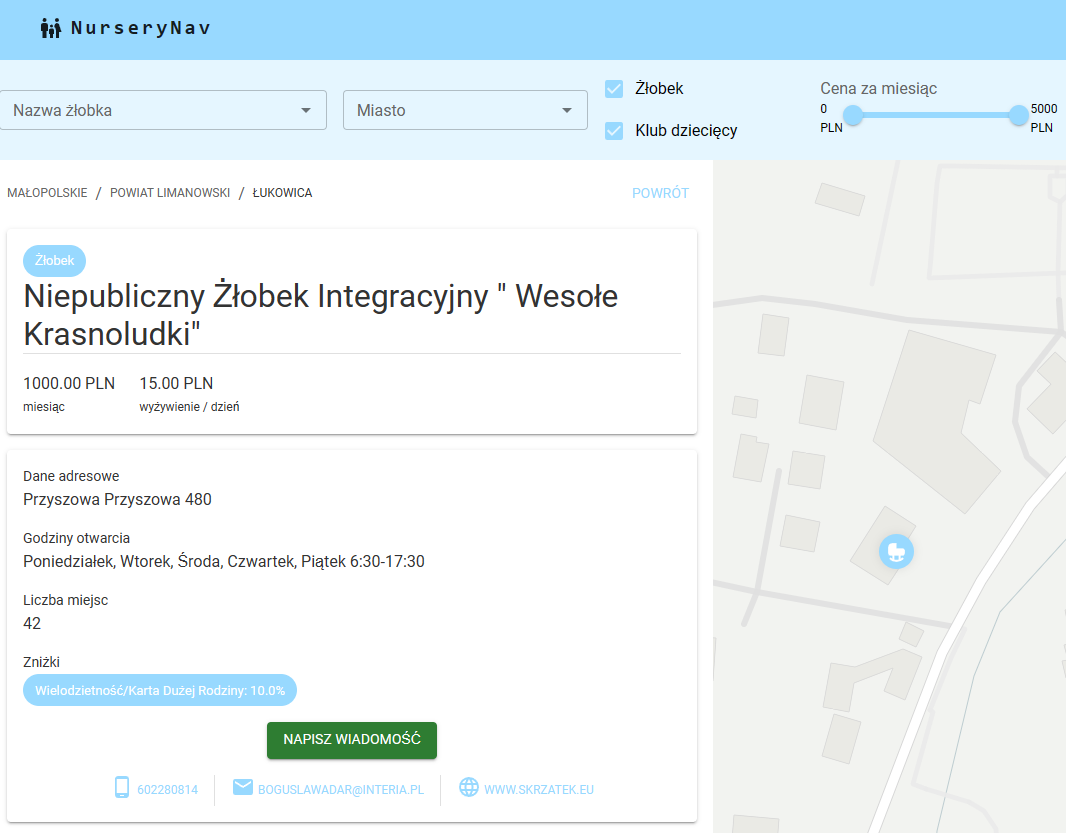 NurseryNav
Nazwa żłobka
Miasto
Żłobek
Klub dziecięcy
Cena za miesiąc
0
PLN
5000
PLN
MAŁOPOLSKIE / POWIAT LIMANOWSKI / ŁUKOWICA
POWRÓT
Żłobek
Niepubliczny Żłobek Integracyjny " Wesołe
Krasnoludki"
1000.00 PLN
miesiąc
15.00 PLN
wyżywienie / dzień
Dane adresowe
Przyszowa Przyszowa 480
Godziny otwarcia
Poniedziałek, Wtorek, Środa, Czwartek, Piątek 6:30-17:30
Liczba miejsc
42
Zniżki
Wielodzietność/Karta Dużej Rodziny: 10.0%
NAPISZ WIADOMOŚĆ
602280814
BOGUSLAWADAR@INTERIA.PL
WWW.SKRZATEK.EU